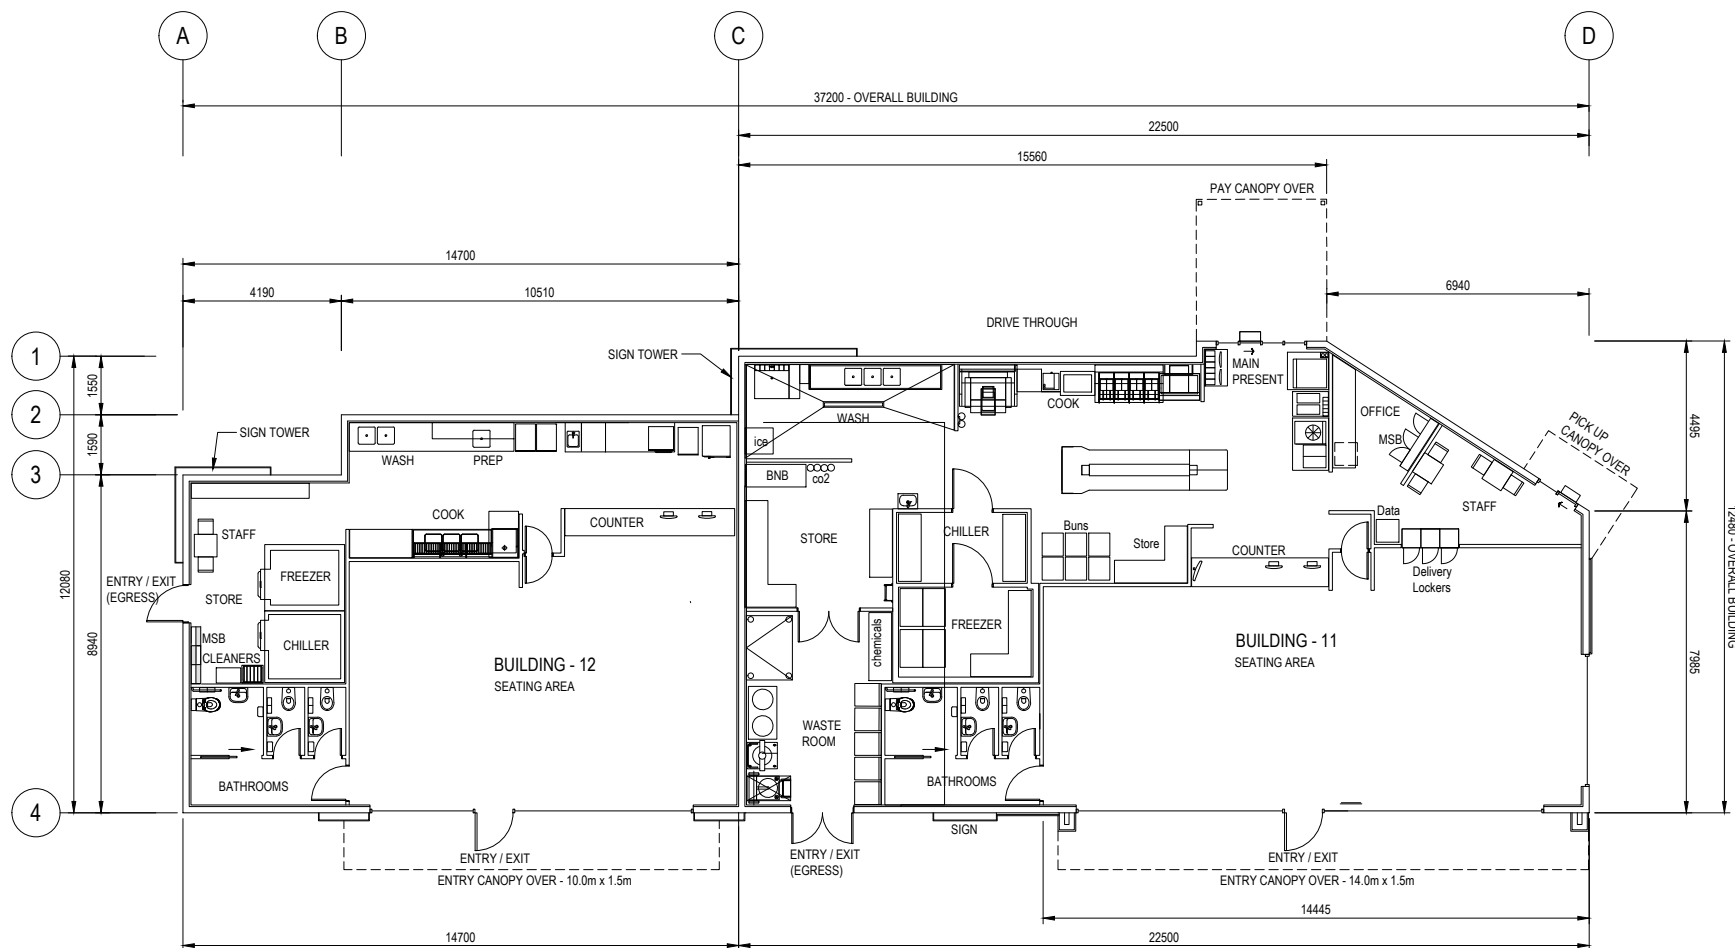 A
B
C
D
37200 - OVERALL BUILDING
22500
15560
PAY CANOPY OVER
14700
4190
10510
6940
DRIVE THROUGH
1
2
3
4
1550
1590
8940
12080
SIGN TOWER
SIGN TOWER
MAIN
PRESENT
OFFICE
MSB
PICK UP
CANOPY OVER
4495
7985
12480 - OVERALL BUILDING
WASH
PREP
COOK
COUNTER
STAFF
FREEZER
ENTRY / EXIT
(EGRESS)
STORE
MSB
CLEANERS
CHILLER
BUILDING - 12
SEATING AREA
BATHROOMS
WASH
COOK
ice
BNB
co2
STORE
CHILLER
Buns
Store
COUNTER
Data
STAFF
Delivery
Lockers
FREEZER
chemicals
BUILDING - 11
SEATING AREA
WASTE
ROOM
BATHROOMS
SIGN
ENTRY / EXIT
ENTRY CANOPY OVER - 10.0m x 1.5m
ENTRY / EXIT
(EGRESS)
ENTRY / EXIT
ENTRY CANOPY OVER - 14.0m x 1.5m
14445
14700
22500